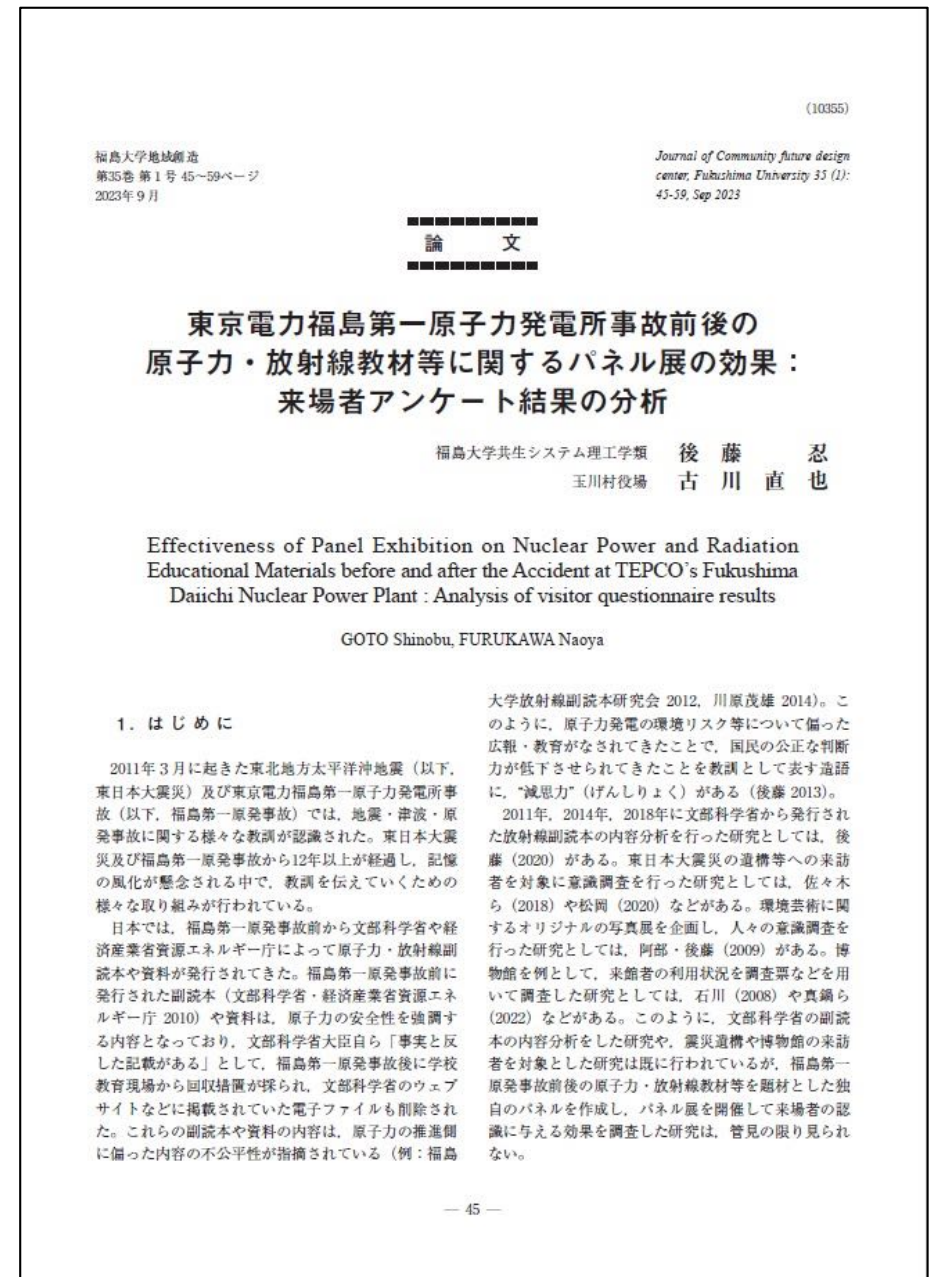 (10355)
福島大学地域創造
第35巻 第1号 45～59ページ
2023年9月
Journal of Community future design
center, Fukushima University 35 (1):
45-59, Sep 2023
論　文
東京電力福島第一原子力発電所事故前後の
原子力・放射線教材等に関するパネル展の効果：
来場者アンケート結果の分析
福島大学共生システム理工学類 後 藤 忍
玉川村役場 古 川 直 也
Effectiveness of Panel Exhibition on Nuclear Power and Radiation
Educational Materials before and after the Accident at TEPCO's Fukushima
Daiichi Nuclear Power Plant : Analysis of visitor questionnaire results
GOTO Shinobu, FURUKAWA Naoya
1．はじめに
2011年3月に起きた東北地方太平洋沖地震（以下，
東日本大震災）及び東京電力福島第一原子力発電所事
故（以下，福島第一原発事故）では，地震・津波・原
発事故に関する様々な教訓が認識された。東日本大震
災及び福島第一原発事故から12年以上が経過し，記憶
の風化が懸念される中で，教訓を伝えていくための
様々な取り組みが行われている。
日本では，福島第一原発事故前から文部科学省や経
済産業省資源エネルギー庁によって原子力・放射線副
読本や資料が発行されてきた。福島第一原発事故前に
発行された副読本（文部科学省・経済産業省資源エネ
ルギー庁 2010）や資料は，原子力の安全性を強調す
る内容となっており，文部科学大臣自ら「事実と反
した記載がある」として，福島第一原発事故後に学校
教育現場から回収措置が採られ，文部科学省のウェブ
サイトなどに掲載されていた電子ファイルも削除され
た。これらの副読本や資料の内容は，原子力の推進側
に偏った内容の不公平性が指摘されている（例：福島
大学放射線副読本研究会 2012，川原茂雄 2014）。こ
のように，原子力発電の環境リスク等について偏った
広報・教育がなされてきたことで，国民の公正な判断
力が低下させられてきたことを教訓として表す造語
に，“減思力”（げんしりょく）がある（後藤 2013）。
2011年，2014年，2018年に文部科学省から発行され
た放射線副読本の内容分析を行った研究としては，後
藤（2020）がある。東日本大震災の遺構等への来訪
者を対象に意識調査を行った研究としては，佐々木
ら（2018）や松岡（2020）などがある。環境芸術に関
するオリジナルの写真展を企画し，人々の意識調査を
行った研究としては，阿部・後藤（2009）がある。博
物館を例として，来館者の利用状況を調査票などを用
いて調査した研究としては，石川（2008）や真鍋ら
（2022）などがある。このように，文部科学省の副読
本の内容分析をした研究や，震災遺構や博物館の来訪
者を対象とした研究は既に行われているが，福島第一
原発事故前後の原子力・放射線教材等を題材とした独
自のパネルを作成し，パネル展を開催して来場者の認
識に与える効果を調査した研究は，管見の限り見られ
ない。
— 45 —